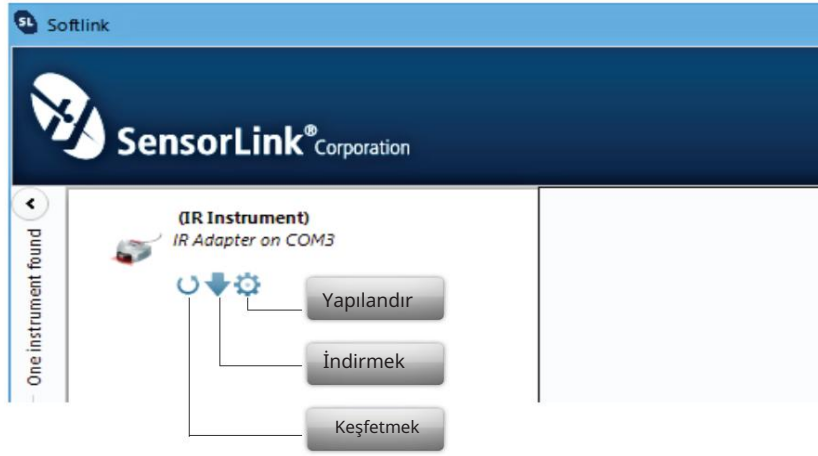 SL Softlink
SensorLink® Corporation
One instrument found
(IR Instrument)
IR Adapter on COM3
Yapılandır
İndirmek
Keşfetmek